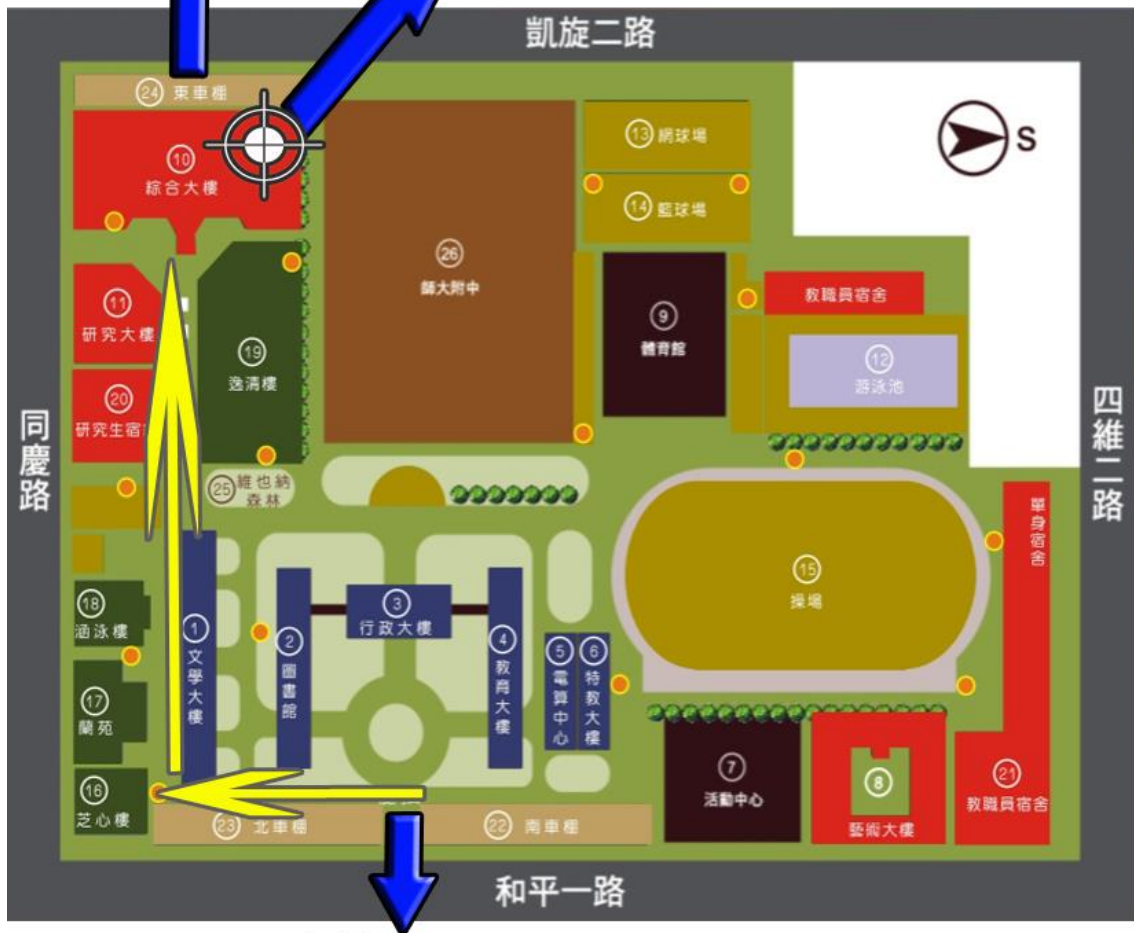 凱旋二路
24 東車棚
10
綜合大樓
13 網球場
14 籃球場
S
11
研究大樓
19
逸清樓
26
師大附中
9
體育館
教職員宿舍
12
游泳池
20
研究生宿
同慶路
四維二路
25 維也納
森林
單身宿舍
15
操場
18
涵泳樓
1 文學大樓
2 圖書館
3
行政大樓
4 教育大樓
5 電算中心
6 特教大樓
17
蘭苑
16
芝心樓
7
活動中心
8
藝術大樓
21
教職員宿舍
23 北車棚
22 南車棚
和平一路